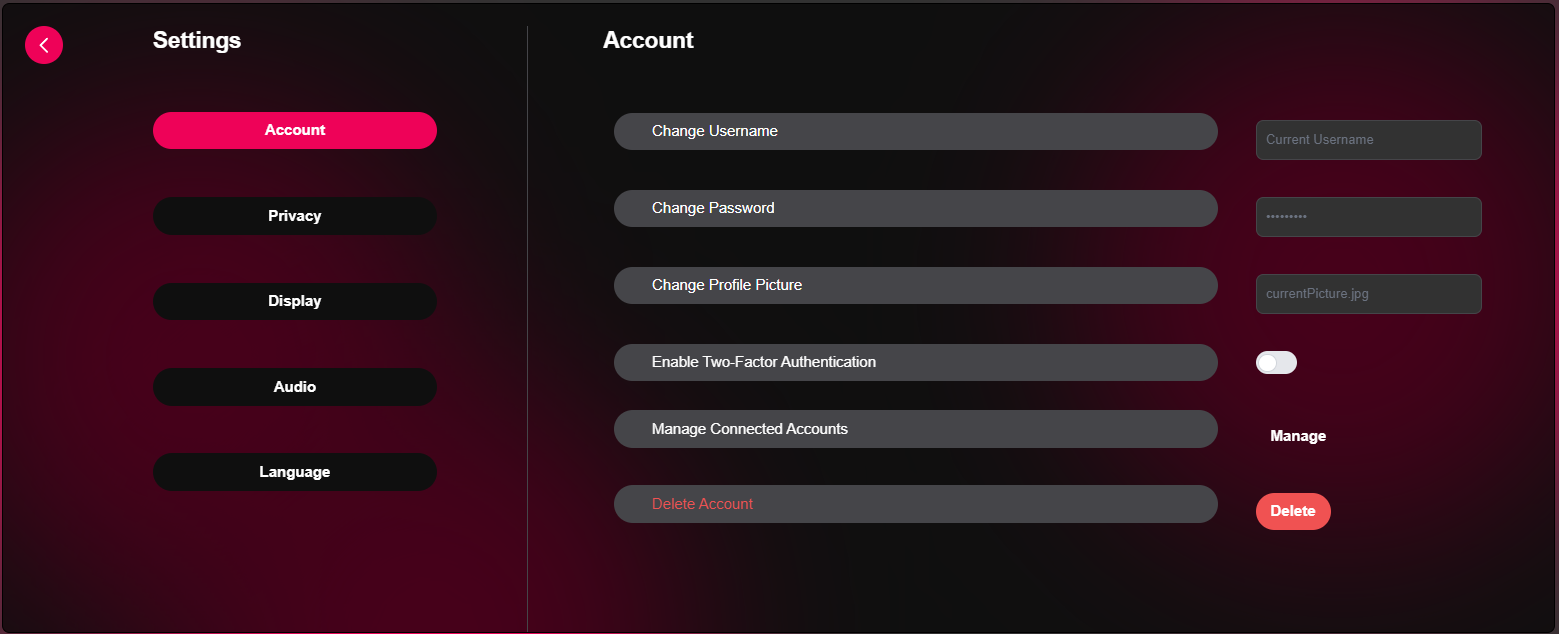 Settings
Account
Privacy
Display
Audio
Language
Account
Change Username
Current Username
Change Password
•••••••••
Change Profile Picture
currentPicture.jpg
Enable Two-Factor Authentication
Manage Connected Accounts
Manage
Delete Account
Delete